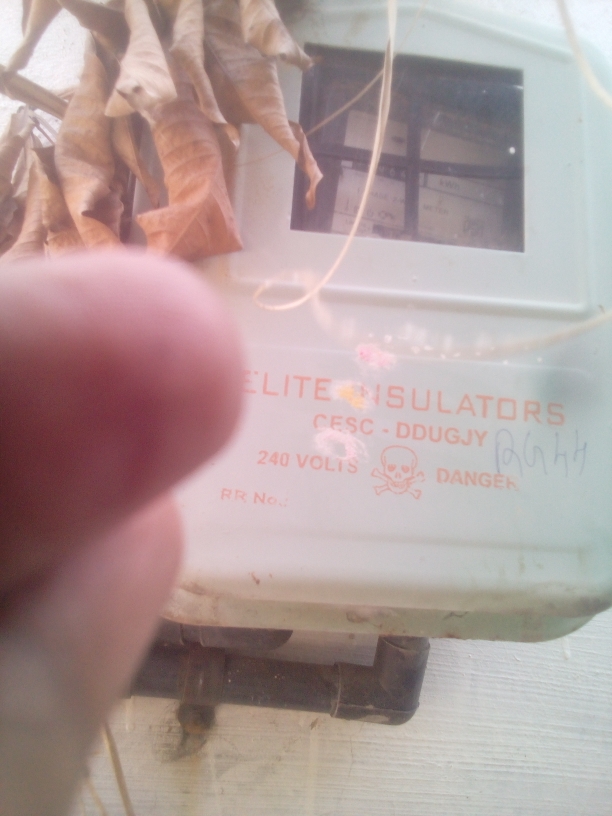 ELITE INSULATORS
CESC - DDUGJY
240 VOLTS DANGER
RR No.: